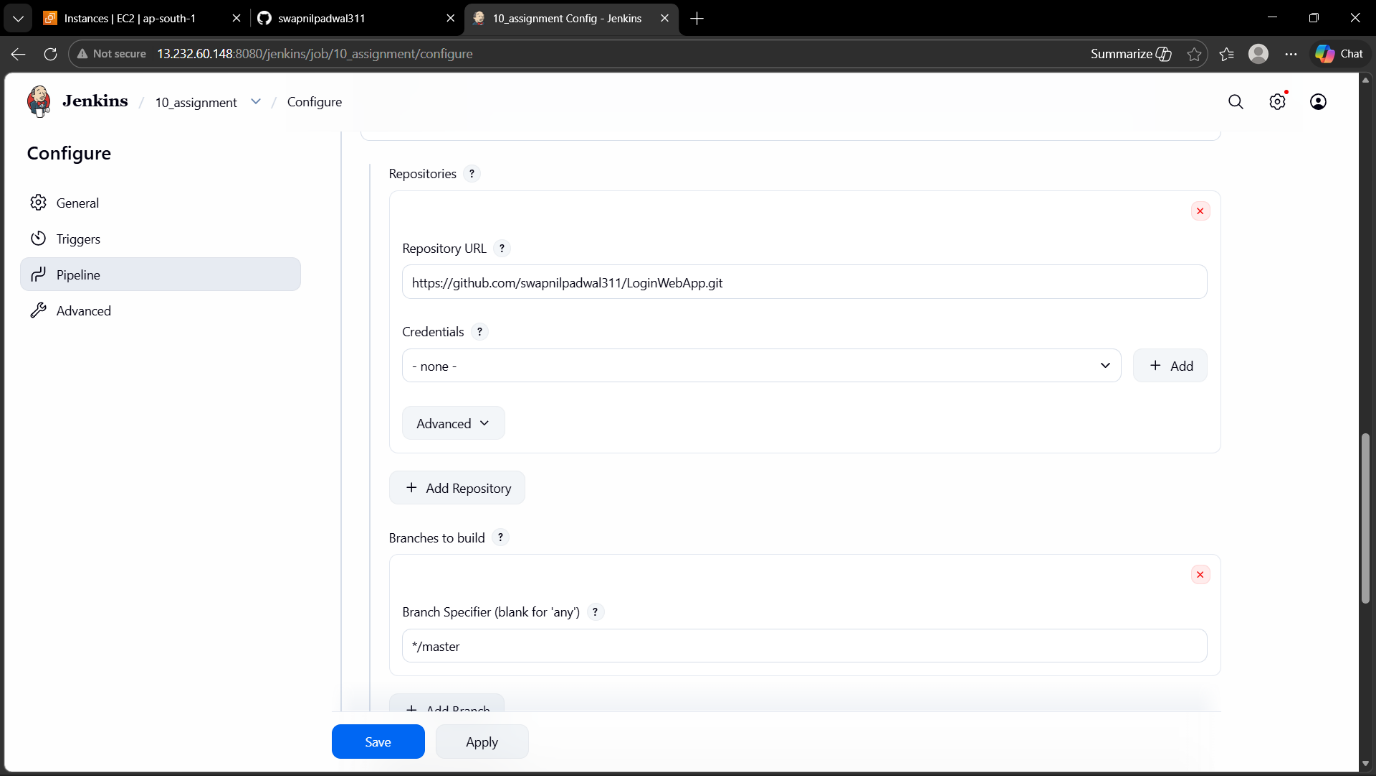 Instances | EC2 | ap-south-1
swapnilpadwal311
10_assignment Config - Jenkins
Not secure
13.232.60.148:8080/jenkins/job/10_assignment/configure
Summarize
Chat
Jenkins / 10_assignment / Configure
Configure
General
Triggers
Pipeline
Advanced
Repositories ?
Repository URL ?
https://github.com/swapnilpadwal311/LoginWebApp.git
Credentials ?
- none -
+ Add
Advanced
+ Add Repository
Branches to build ?
Branch Specifier (blank for 'any') ?
*/master
+ Add Branch
Save
Apply